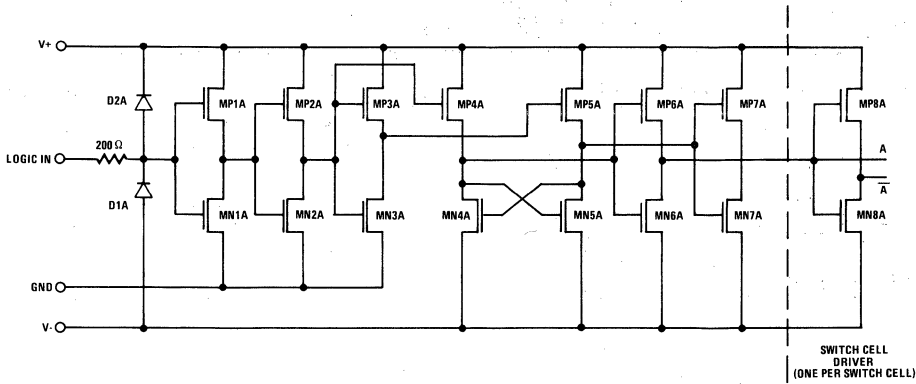 V+
D2A
MP1A
MP2A
MP3A
MP4A
MP5A
MP6A
MP7A
MP8A
200 Ω
LOGIC IN
A
A̅
D1A
MN1A
MN2A
MN3A
MN4A
MN5A
MN6A
MN7A
MN8A
GND
V-
SWITCH CELL
DRIVER
(ONE PER SWITCH CELL)